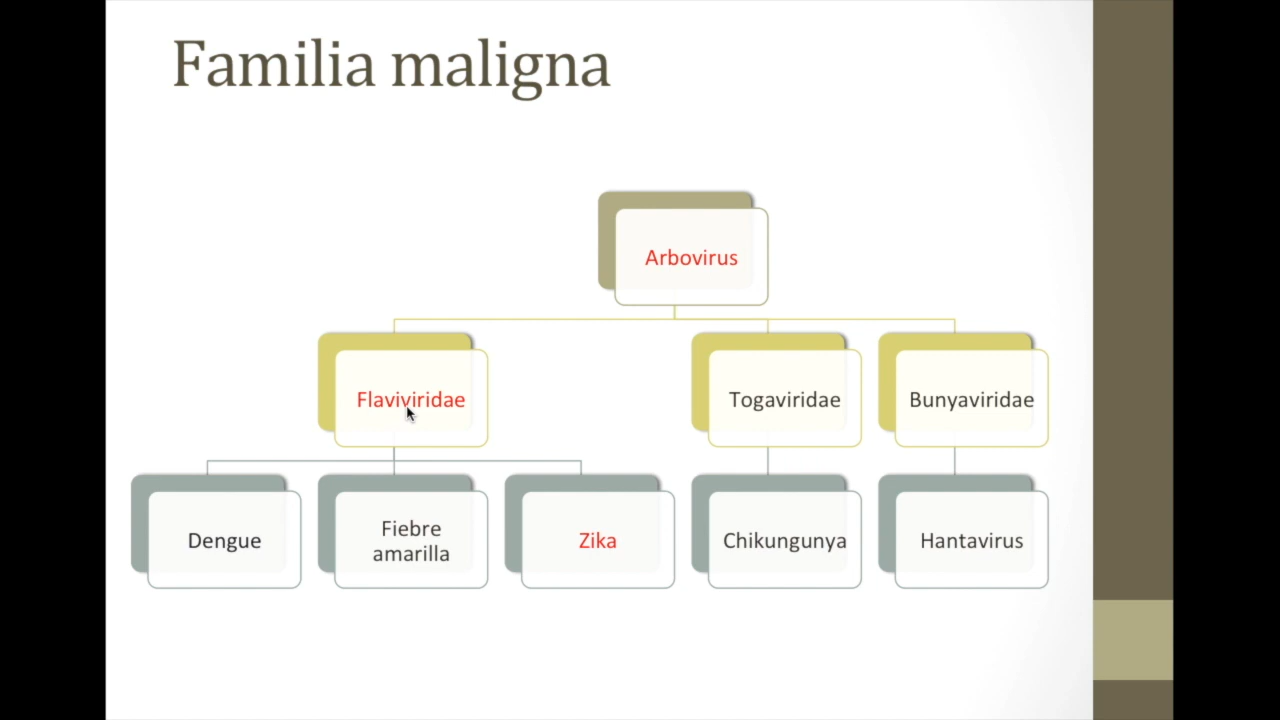 Familia maligna
Arbovirus
Flaviviridae
Togaviridae
Bunyaviridae
Dengue
Fiebre
amarilla
Zika
Chikungunya
Hantavirus